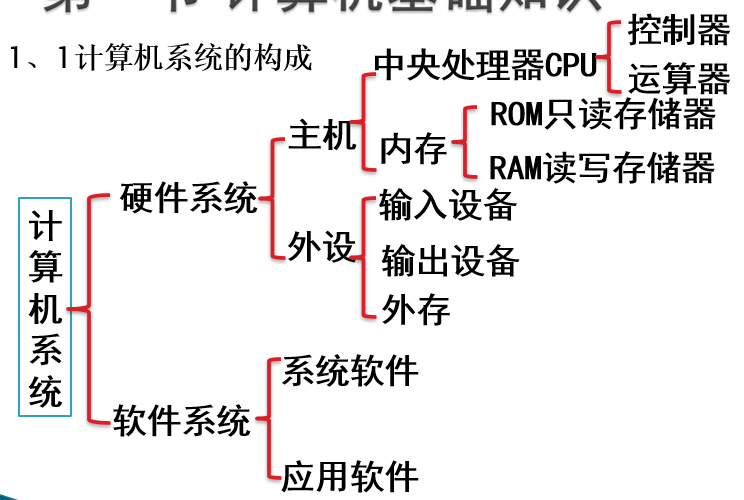 1、1计算机系统的构成
中央处理器CPU
控制器
运算器
主机
内存
ROM只读存储器
RAM读写存储器
硬件系统
外设
输入设备
输出设备
外存
计算机系统
软件系统
系统软件
应用软件